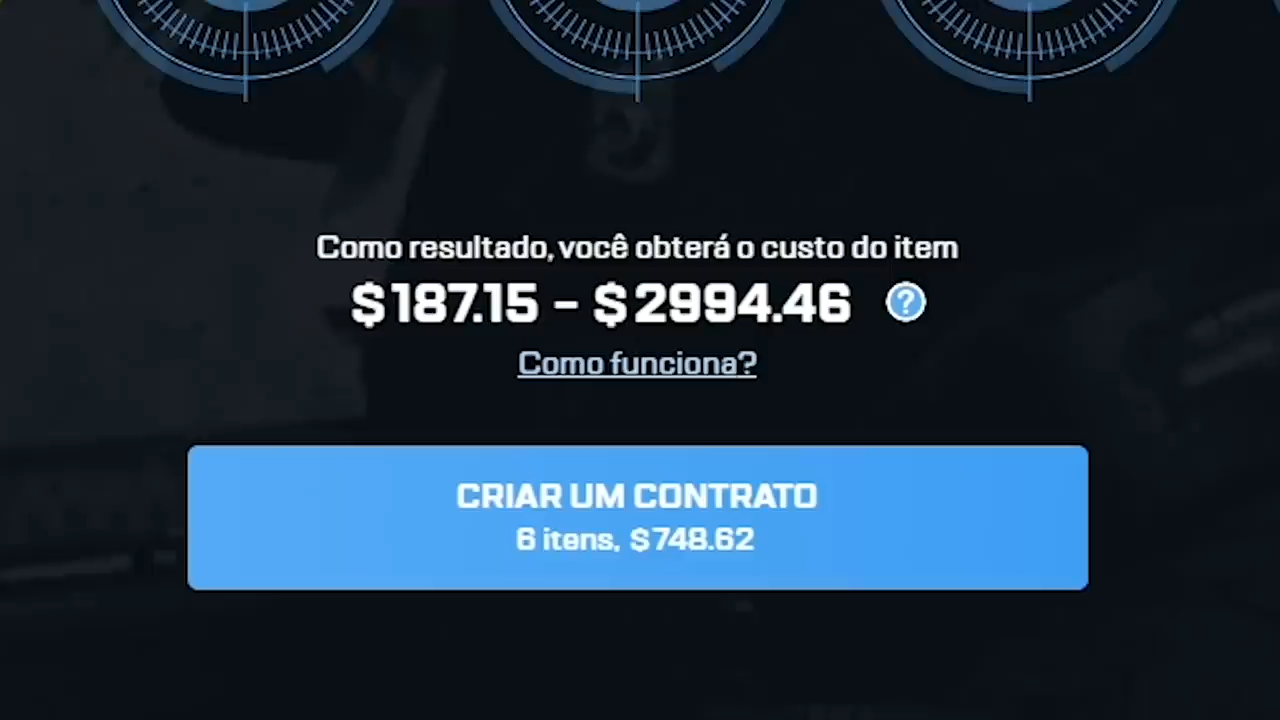 Como resultado, você obterá o custo do item
$187.15 – $2994.46 ?
Como funciona?
CRIAR UM CONTRATO
6 itens, $748.62